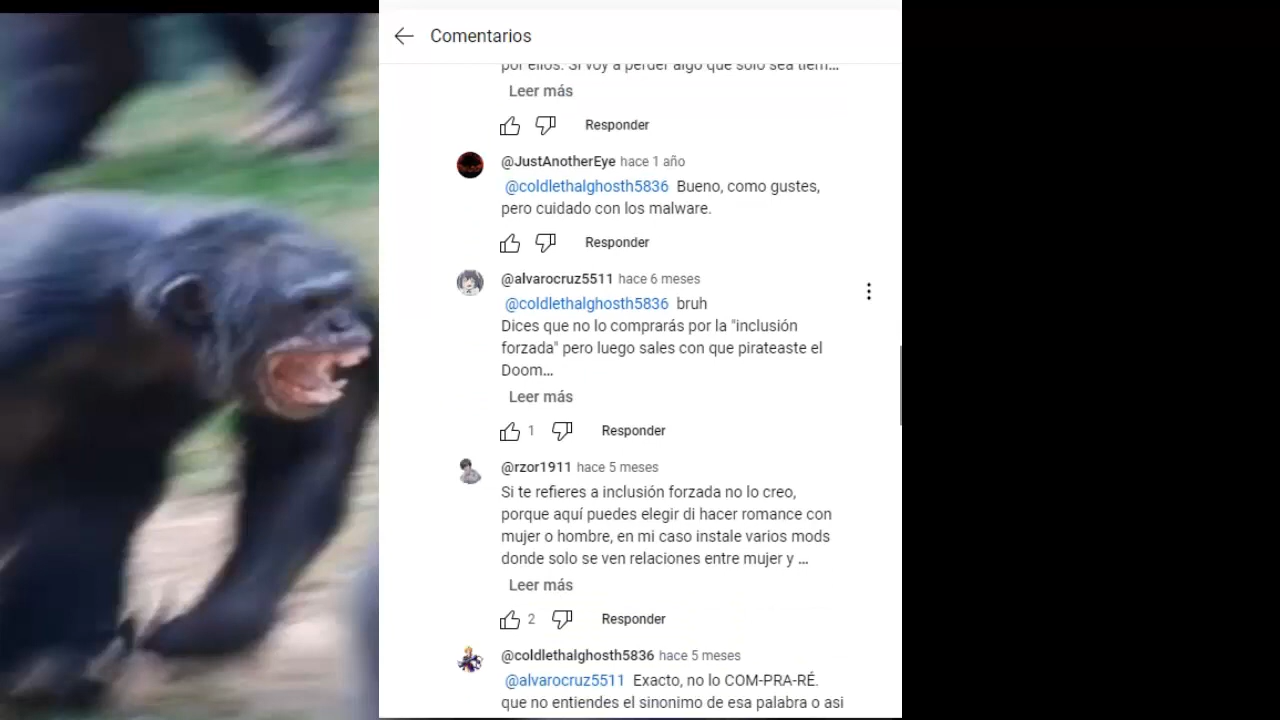 Comentarios
por ellos. Si voy a perder algo que solo sea tiem...
Leer más
Responder
@JustAnotherEye hace 1 año
@coldlethalghosth5836 Bueno, como gustes,
pero cuidado con los malware.
Responder
@alvarocruz5511 hace 6 meses
@coldlethalghosth5836 bruh
Dices que no lo comprarás por la "inclusión
forzada" pero luego sales con que pirateaste el
Doom...
Leer más
1 Responder
@rzor1911 hace 5 meses
Si te refieres a inclusión forzada no lo creo,
porque aquí puedes elegir di hacer romance con
mujer o hombre, en mi caso instale varios mods
donde solo se ven relaciones entre mujer y ...
Leer más
2 Responder
@coldlethalghosth5836 hace 5 meses
@alvarocruz5511 Exacto, no lo COM-PRA-RÉ.
que no entiendes el sinonimo de esa palabra o asi